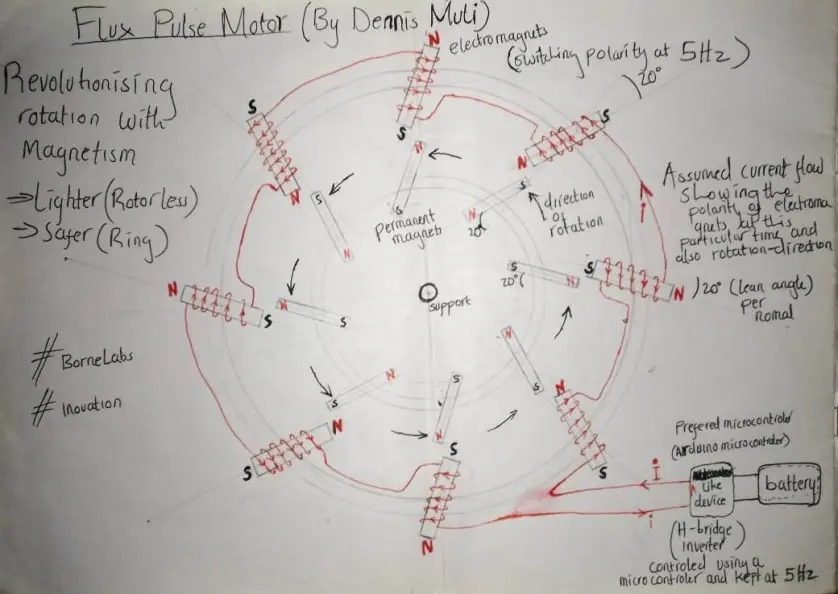 Flux Pulse Motor (By Dennis Muli)
electromagnets
(switching polarity at 5Hz)
20°
Revolutionising
rotation with
Magnetism
⇒Lighter(Rotorless)
⇒Safer(Ring)
N
S
S
N
S
N
N
S
permanent
magnets
S
N
S
N
20°
direction
of
rotation
Assumed current flow
Showing the
polarity of electroma
gnets at this
particular time and
also rotation-direction
i
S
N
20° (lean angle)
per
nomal
S
20°
N
support
N
S
N
S
# BorneLabs
# Inovation
N
S
N
S
N
S
S
N
N
S
S
N
S
N
Prefered microcontroler
(Arduino microcontroler)
i
Like
device
battery
i
(H-bridge
inverter)
controled using a
microcontroler and kept at 5Hz